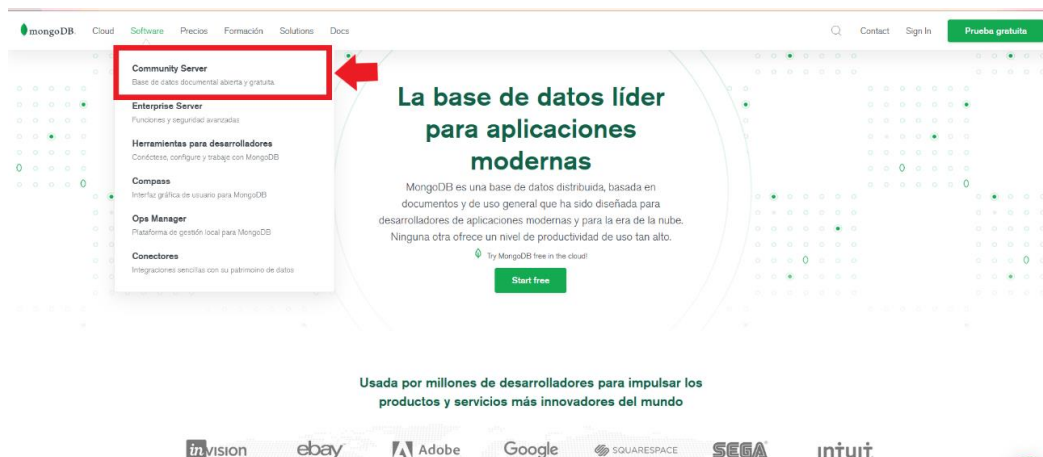 mongoDB. Cloud Software Precios Formación Solutions Docs Contact Sign In Prueba gratuita
Community Server
Base de datos documental abierta y gratuita.
Enterprise Server
Funciones y seguridad avanzadas
Herramientas para desarrolladores
Conéctese, configure y trabaje con MongoDB
Compass
Interfaz gráfica de usuario para MongoDB
Ops Manager
Plataforma de gestión local para MongoDB
Conectores
Integraciones sencillas con su patrimonio de datos
La base de datos líder
para aplicaciones
modernas
MongoDB es una base de datos distribuida, basada en
documentos y de uso general que ha sido diseñada para
desarrolladores de aplicaciones modernas y para la era de la nube.
Ninguna otra ofrece un nivel de productividad de uso tan alto.
Try MongoDB free in the cloud!
Start free
Usada por millones de desarrolladores para impulsar los
productos y servicios más innovadores del mundo
invision ebay Adobe Google SQUARESPACE SEGA intuit